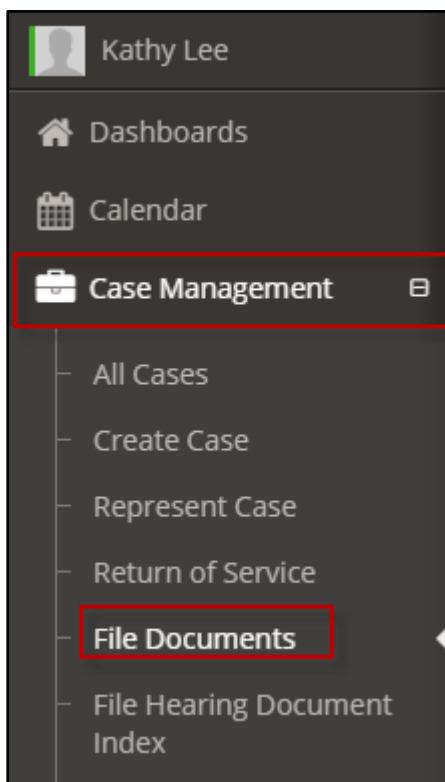 Kathy Lee
Dashboards
Calendar
Case Management
All Cases
Create Case
Represent Case
Return of Service
File Documents
File Hearing Document
Index